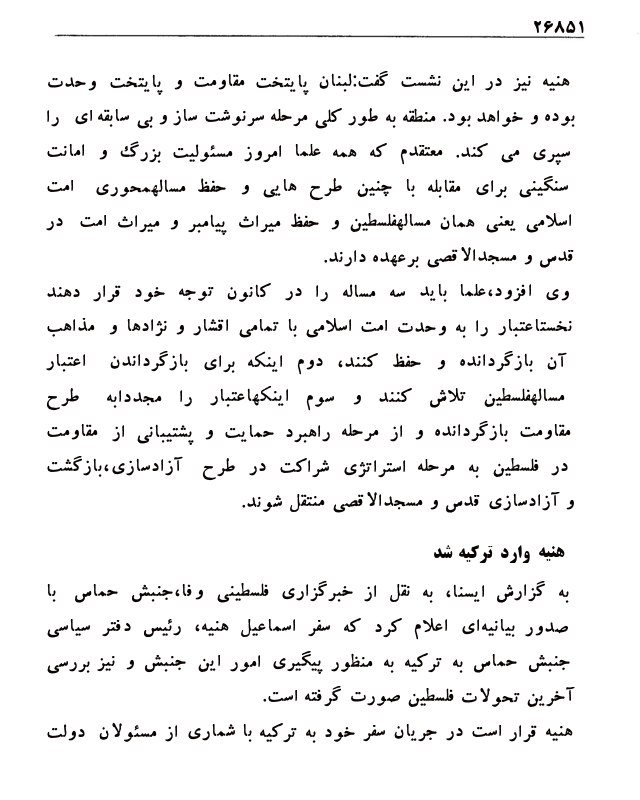 ۲۶۸۵۱
هنیه نیز در این نشست گفت:لبنان پایتخت مقاومت و پایتخت وحدت
بوده و خواهد بود. منطقه به طور کلی مرحله سرنوشت ساز و بی سابقه ای را
سپری می کند. معتقدم که همه علما امروز مسئولیت بزرگ و امانت
سنگینی برای مقابله با چنین طرح هایی و حفظ مسالهمحوری امت
اسلامی یعنی همان مسالهفلسطین و حفظ میراث پیامبر و میراث امت در
قدس و مسجدالاقصی برعهده دارند.
وی افزود،علما باید سه مساله را در کانون توجه خود قرار دهند
نخستاعتبار را به وحدت امت اسلامی با تمامی اقشار و نژادها و مذاهب
آن بازگردانده و حفظ کنند، دوم اینکه برای بازگرداندن اعتبار
مسالهفلسطین تلاش کنند و سوم اینکهاعتبار را مجددابه طرح
مقاومت بازگردانده و از مرحله راهبرد حمایت و پشتیبانی از مقاومت
در فلسطین به مرحله استراتژی شراکت در طرح آزادسازی،بازگشت
و آزادسازی قدس و مسجدالاقصی منتقل شوند.
هنیه وارد ترکیه شد
به گزارش ایسنا، به نقل از خبرگزاری فلسطینی وفا،جنبش حماس با
صدور بیانیه‌ای اعلام کرد که سفر اسماعیل هنیه، رئیس دفتر سیاسی
جنبش حماس به ترکیه به منظور پیگیری امور این جنبش و نیز بررسی
آخرین تحولات فلسطین صورت گرفته است.
هنیه قرار است در جریان سفر خود به ترکیه با شماری از مسئولان دولت